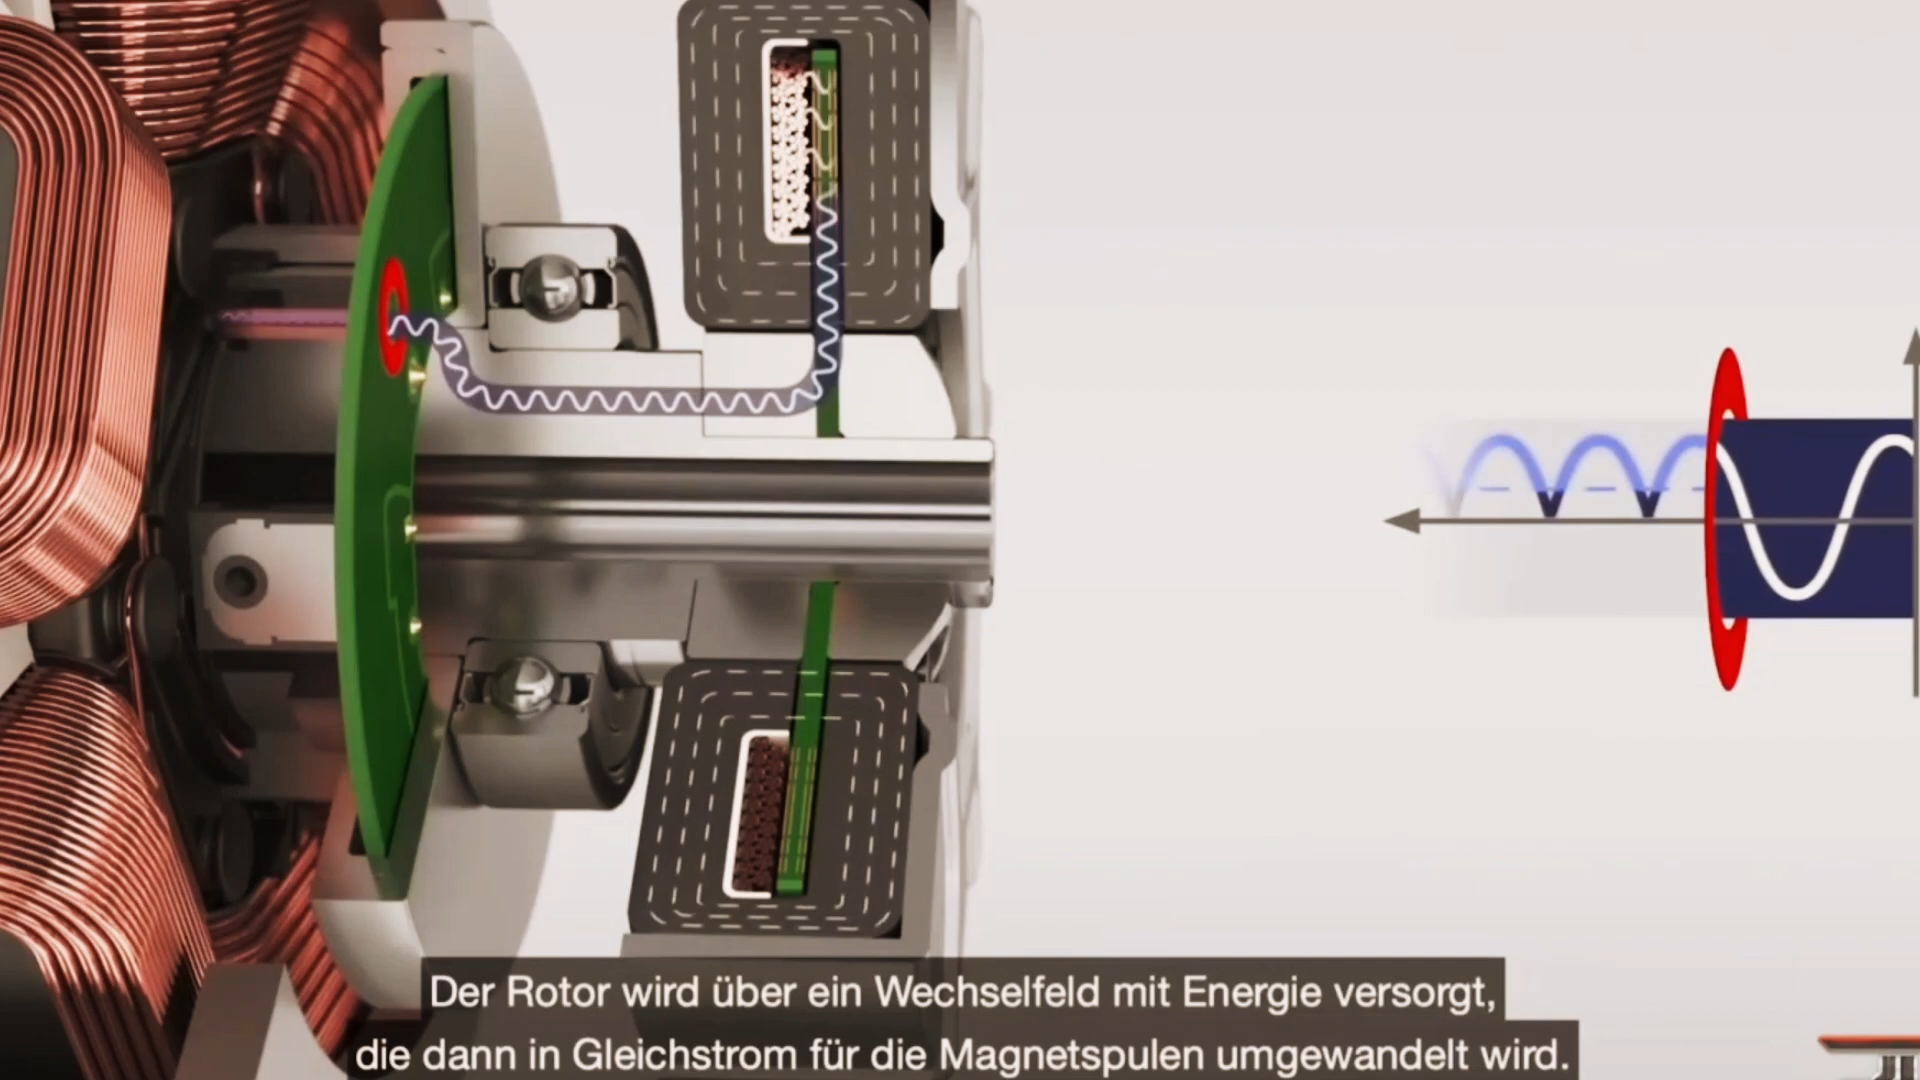 Der Rotor wird über ein Wechselfeld mit Energie versorgt,
die dann in Gleichstrom für die Magnetspulen umgewandelt wird.